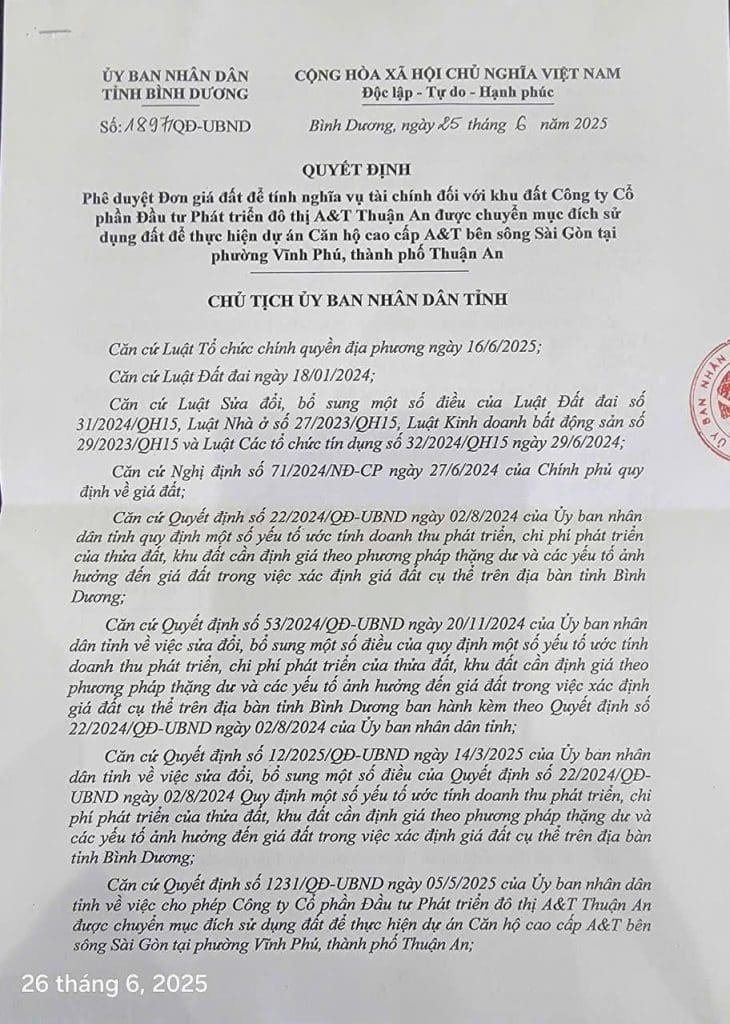 ỦY BAN NHÂN DÂN
TỈNH BÌNH DƯƠNG
CỘNG HÒA XÃ HỘI CHỦ NGHĨA VIỆT NAM
Độc lập - Tự do - Hạnh phúc
Số:1897/QĐ-UBND
Bình Dương, ngày 25 tháng 6 năm 2025
QUYẾT ĐỊNH
Phê duyệt Đơn giá đất để tính nghĩa vụ tài chính đối với khu đất Công ty Cổ
phần Đầu tư Phát triển đô thị A&T Thuận An được chuyển mục đích sử
dụng đất để thực hiện dự án Căn hộ cao cấp A&T bên sông Sài Gòn tại
phường Vĩnh Phú, thành phố Thuận An
CHỦ TỊCH ỦY BAN NHÂN DÂN TỈNH
Căn cứ Luật Tổ chức chính quyền địa phương ngày 16/6/2025;
Căn cứ Luật Đất đai ngày 18/01/2024;
Căn cứ Luật Sửa đổi, bổ sung một số điều của Luật Đất đai số
31/2024/QH15, Luật Nhà ở số 27/2023/QH15, Luật Kinh doanh bất động sản số
29/2023/QH15 và Luật Các tổ chức tín dụng số 32/2024/QH15 ngày 29/6/2024;
Căn cứ Nghị định số 71/2024/NĐ-CP ngày 27/6/2024 của Chính phủ quy
định về giá đất;
Căn cứ Quyết định số 22/2024/QĐ-UBND ngày 02/8/2024 của Ủy ban nhân
dân tỉnh quy định một số yếu tố ước tính doanh thu phát triển, chi phí phát triển
của thửa đất, khu đất cần định giá theo phương pháp thặng dư và các yếu tố ảnh
hưởng đến giá đất trong việc xác định giá đất cụ thể trên địa bàn tỉnh Bình
Dương;
Căn cứ Quyết định số 53/2024/QĐ-UBND ngày 20/11/2024 của Ủy ban nhân
dân tỉnh về việc sửa đổi, bổ sung một số điều của quy định một số yếu tố ước tính
doanh thu phát triển, chi phí phát triển của thửa đất, khu đất cần định giá theo
phương pháp thặng dư và các yếu tố ảnh hưởng đến giá đất trong việc xác định
giá đất cụ thể trên địa bàn tỉnh Bình Dương ban hành kèm theo Quyết định số
22/2024/QĐ-UBND ngày 02/8/2024 của Ủy ban nhân dân tỉnh;
Căn cứ Quyết định số 12/2025/QĐ-UBND ngày 14/3/2025 của Ủy ban nhân
dân tỉnh về việc sửa đổi, bổ sung một số điều của Quyết định số 22/2024/QĐ-
UBND ngày 02/8/2024 Quy định một số yếu tố ước tính doanh thu phát triển, chi
phí phát triển của thửa đất, khu đất cần định giá theo phương pháp thặng dư và
các yếu tố ảnh hưởng đến giá đất trong việc xác định giá đất cụ thể trên địa bàn
tỉnh Bình Dương;
Căn cứ Quyết định số 1231/QĐ-UBND ngày 05/5/2025 của Ủy ban nhân dân
tỉnh về việc cho phép Công ty Cổ phần Đầu tư Phát triển đô thị A&T Thuận An
được chuyển mục đích sử dụng đất để thực hiện dự án Căn hộ cao cấp A&T bên
sông Sài Gòn tại phường Vĩnh Phú, thành phố Thuận An;
ỦY BAN NHÂN
26 tháng 6, 2025